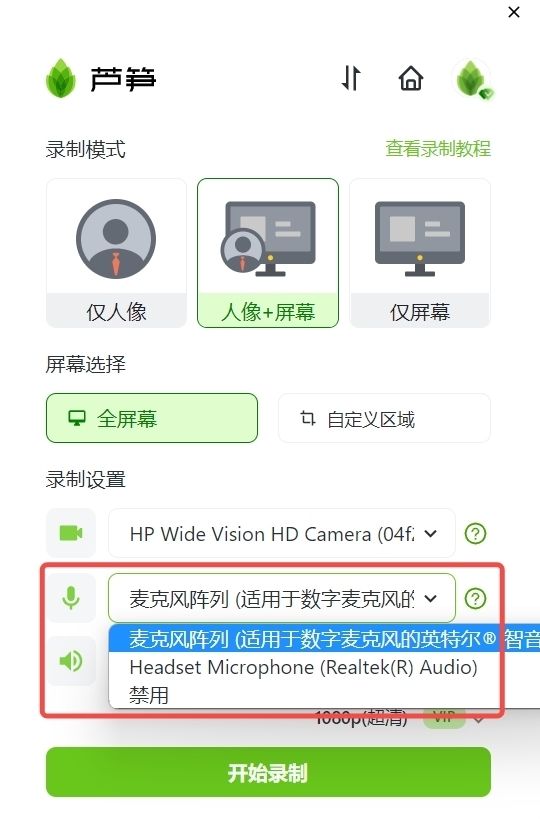 芦笋
录制模式
查看录制教程
仅人像
人像+屏幕
仅屏幕
屏幕选择
全屏幕
自定义区域
录制设置
HP Wide Vision HD Camera (04f2
麦克风阵列 (适用于数字麦克风的
麦克风阵列 (适用于数字麦克风的英特尔® 智音
Headset Microphone (Realtek(R) Audio)
禁用
1080p(超清) VIP
开始录制